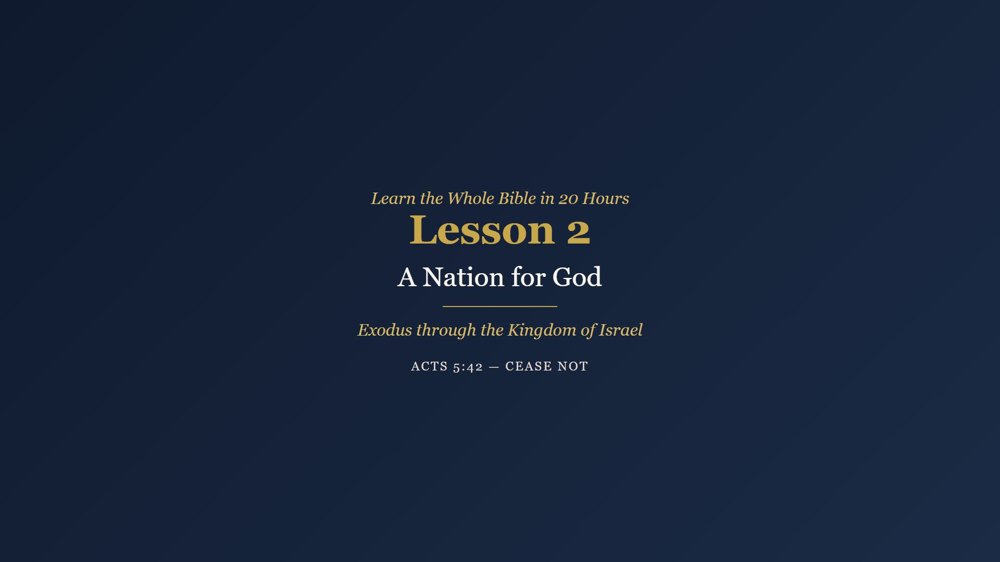 Learn the Whole Bible in 20 Hours
Lesson 2
A Nation for God
Exodus through the Kingdom of Israel
ACTS 5:42 — CEASE NOT